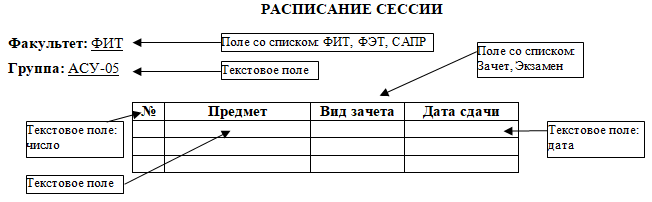 РАСПИСАНИЕ СЕССИИ
Факультет: ФИТ
Поле со списком: ФИТ, ФЭТ, САПР
Группа: АСУ-05
Текстовое поле
Поле со списком:
Зачет, Экзамен
№ Предмет Вид зачета Дата сдачи
Текстовое поле:
число
Текстовое поле:
дата
Текстовое поле